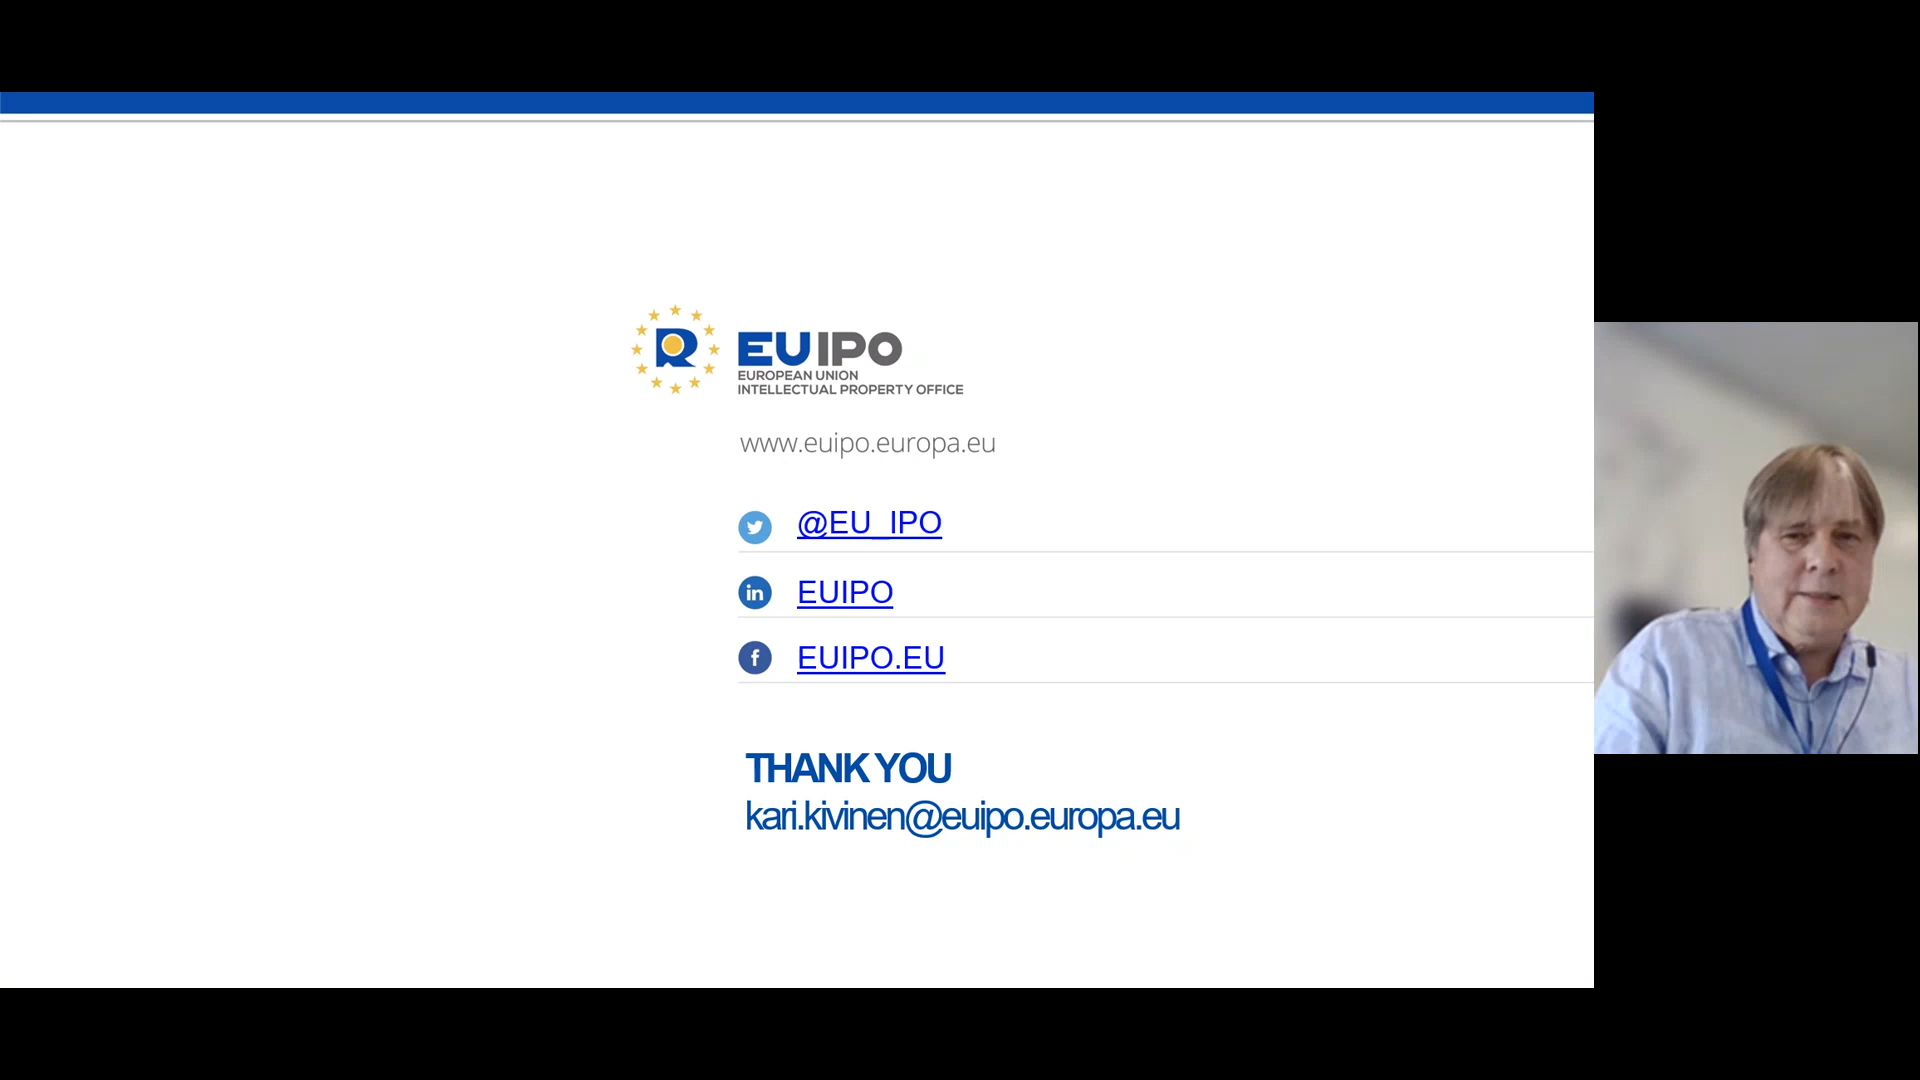 EUIPO
EUROPEAN UNION
INTELLECTUAL PROPERTY OFFICE
www.euipo.europa.eu
@EU_IPO
in EUIPO
f EUIPO.EU
THANK YOU
kari.kivinen@euipo.europa.eu